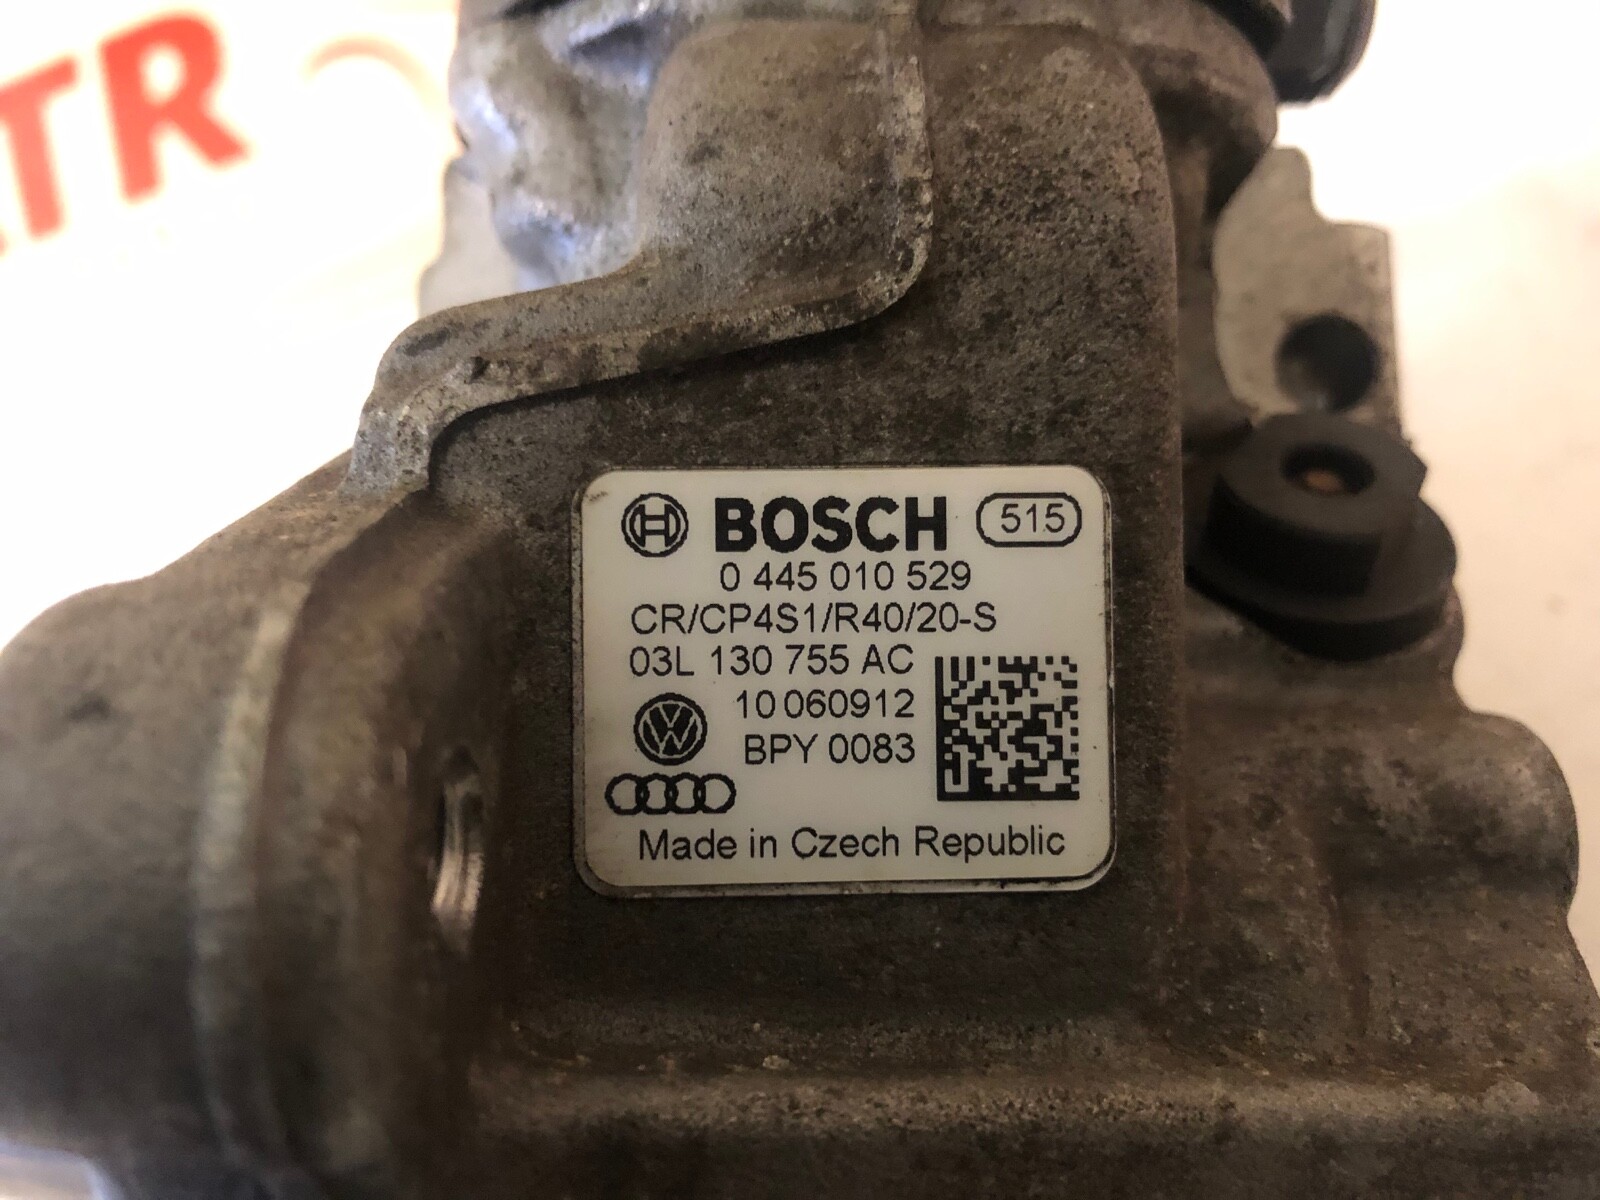 TR
BOSCH 515
0 445 010 529
CR/CP4S1/R40/20-S
03L 130 755 AC
10 060912
BPY 0083
Made in Czech Republic